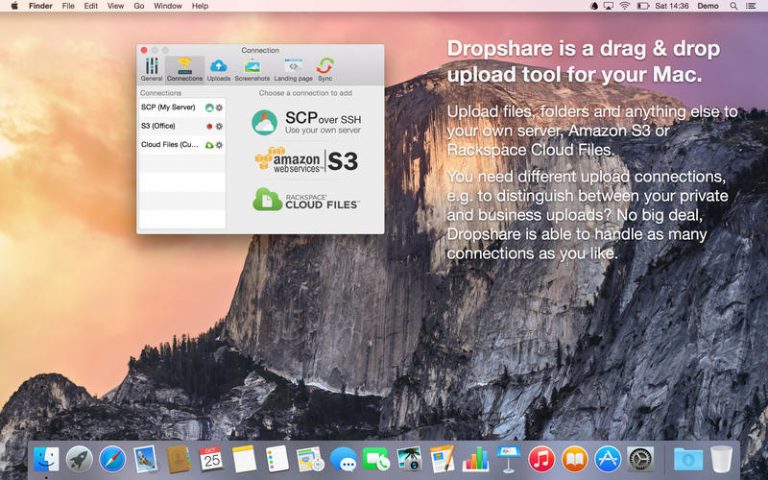 Finder File Edit View Go Window Help
Sat 14:36 Demo
Connection
General Connections Uploads Screenshots Landing page Sync
Connections
SCP (My Server)
S3 (Office)
Cloud Files (Cu...
Choose a connection to add
SCP over SSH
Use your own server
amazon
web services™ S3
RACKSPACE®
CLOUD FILES™
Dropshare is a drag & drop
upload tool for your Mac.
Upload files, folders and anything else to
your own server, Amazon S3 or
Rackspace Cloud Files.
You need different upload connections,
e.g. to distinguish between your private
and business uploads? No big deal,
Dropshare is able to handle as many
connections as you like.
OCT
25